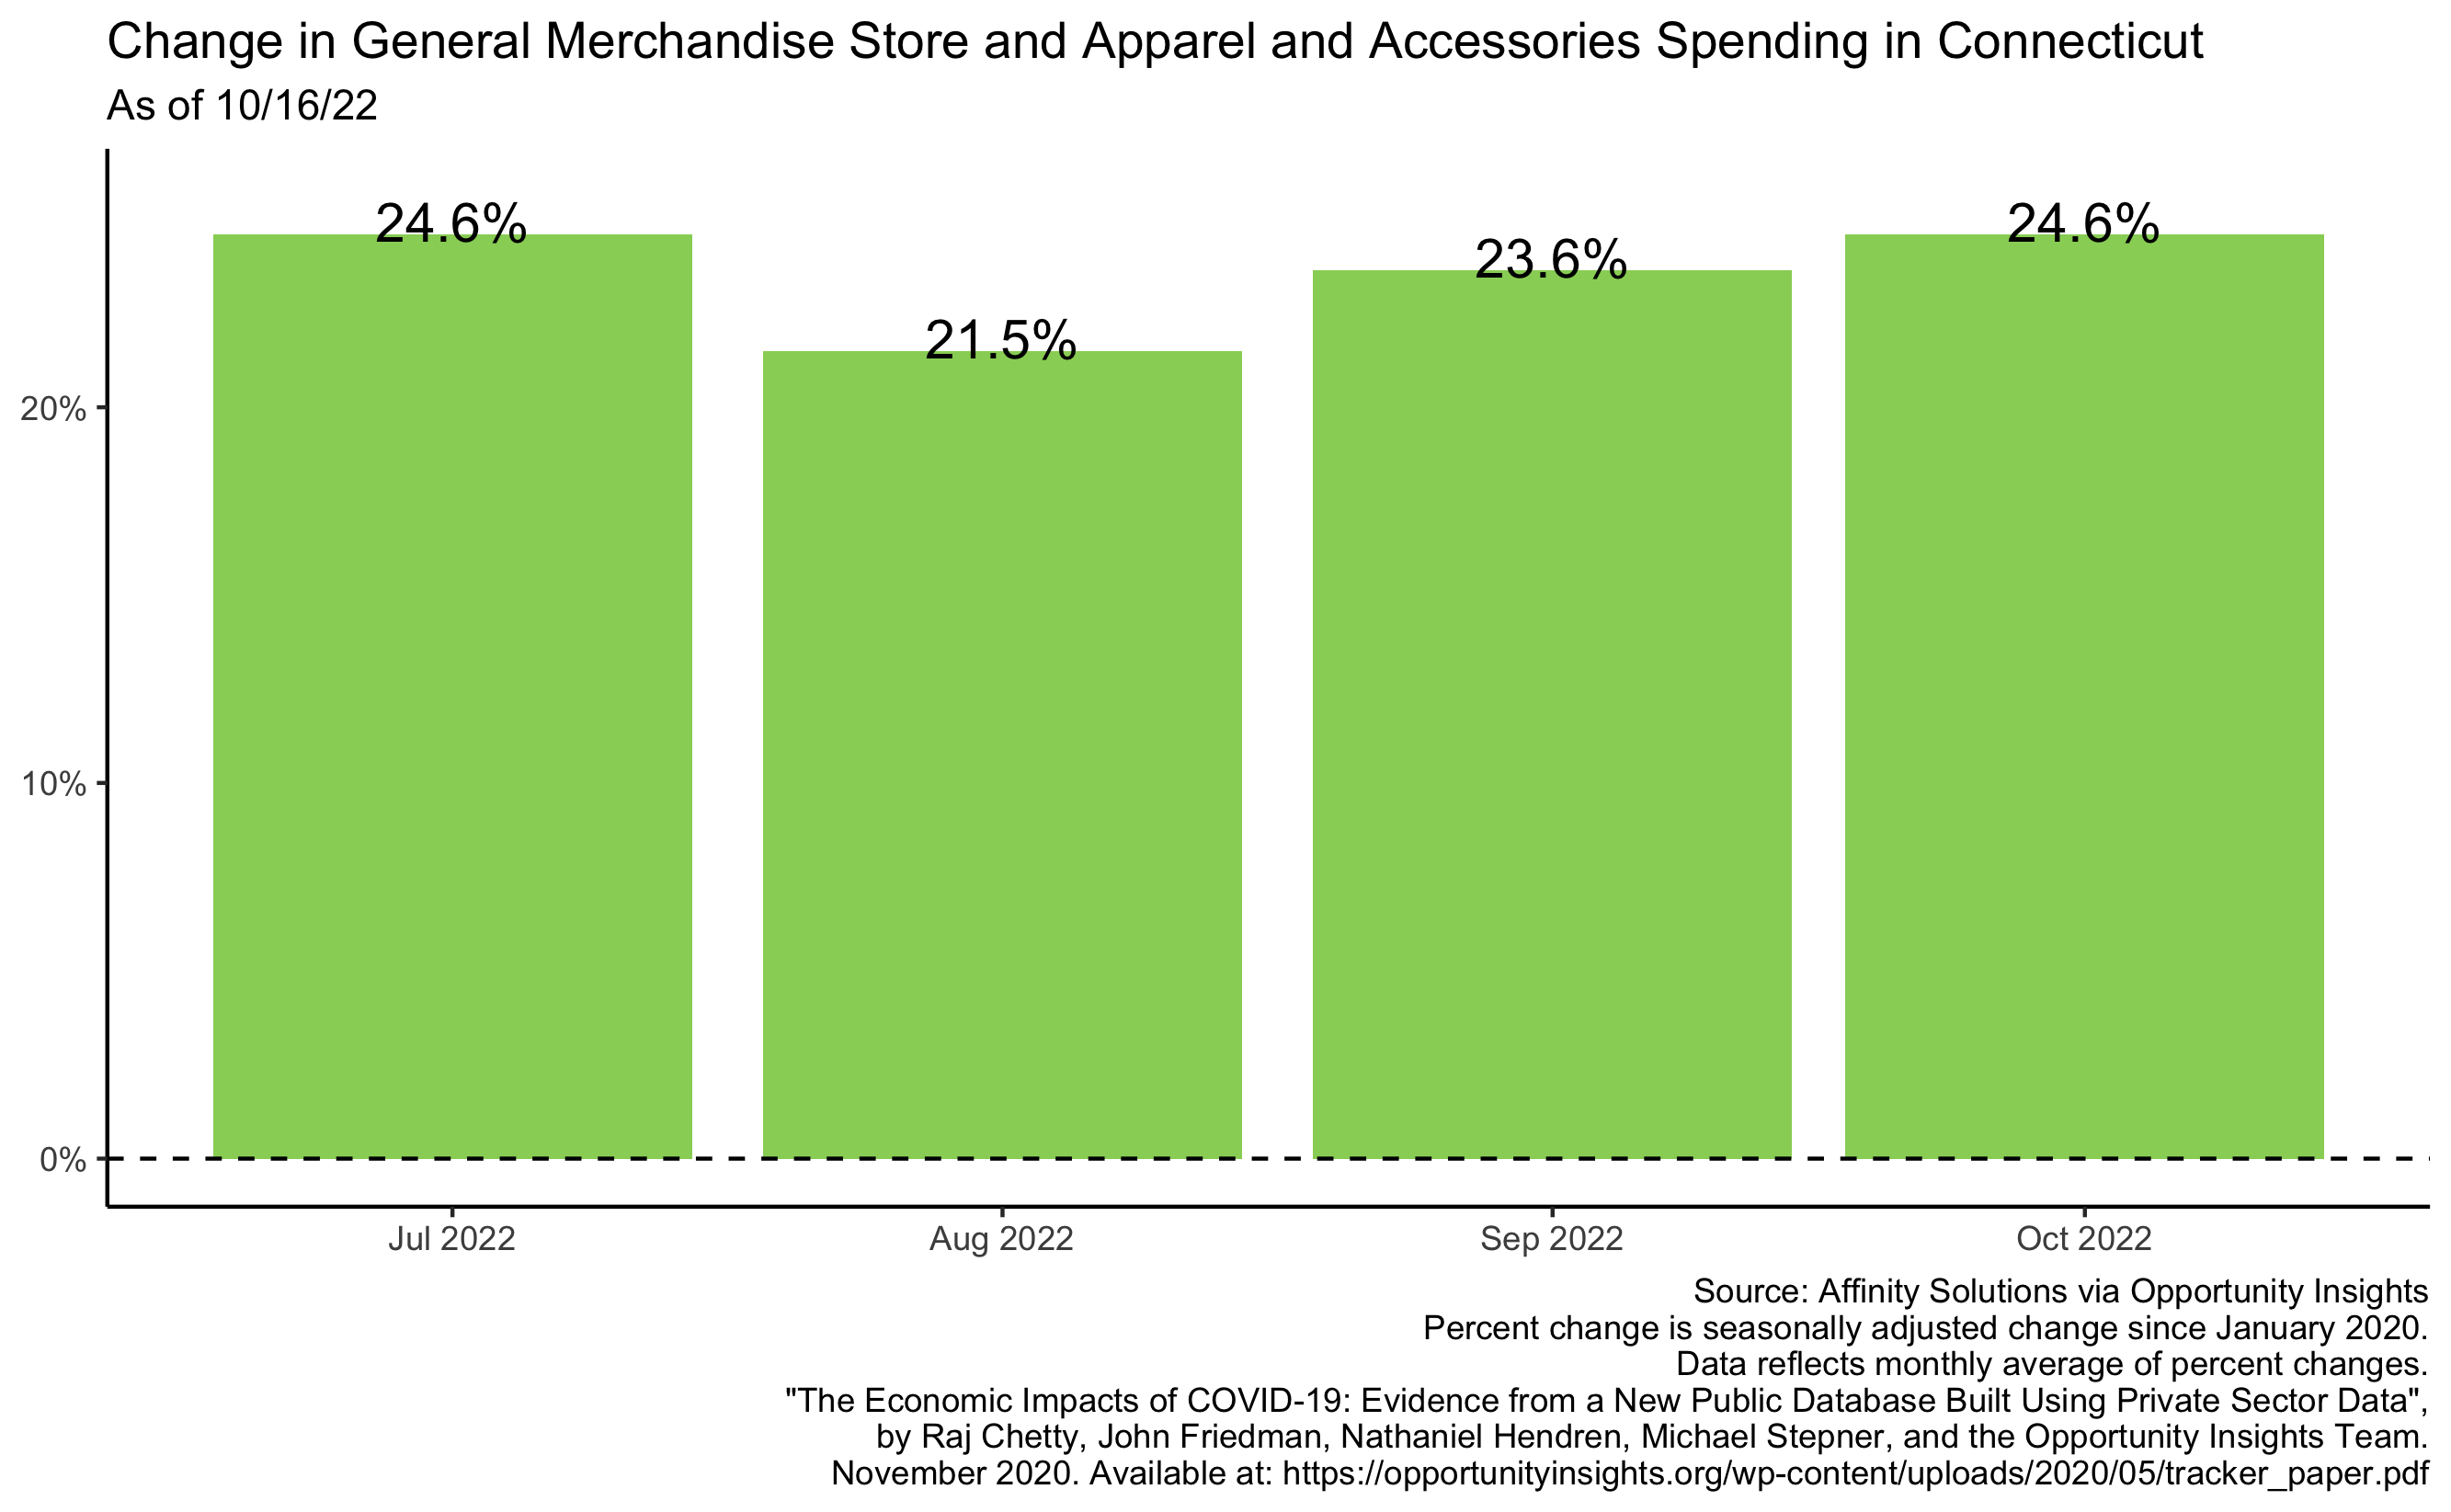 Change in General Merchandise Store and Apparel and Accessories Spending in Connecticut
As of 10/16/22
24.6%
21.5%
23.6%
24.6%
20%
10%
0%
Jul 2022
Aug 2022
Sep 2022
Oct 2022
Source: Affinity Solutions via Opportunity Insights
Percent change is seasonally adjusted change since January 2020.
Data reflects monthly average of percent changes.
"The Economic Impacts of COVID-19: Evidence from a New Public Database Built Using Private Sector Data",
by Raj Chetty, John Friedman, Nathaniel Hendren, Michael Stepner, and the Opportunity Insights Team.
November 2020. Available at: https://opportunityinsights.org/wp-content/uploads/2020/05/tracker_paper.pdf